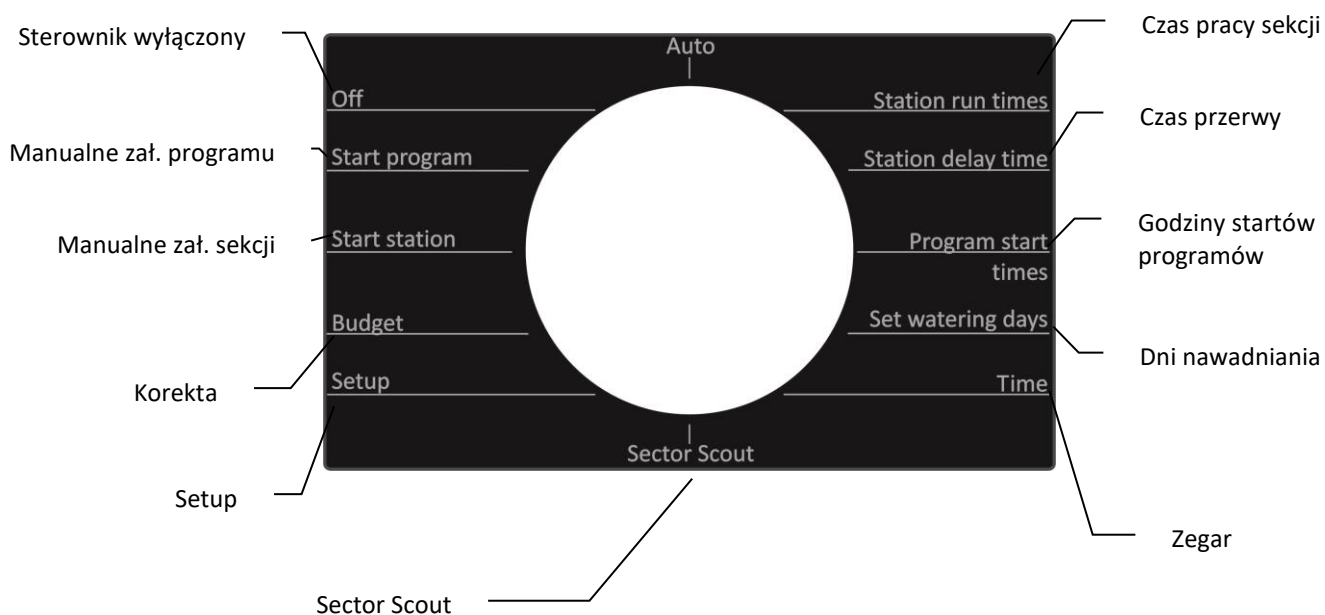 Sterownik wyłączony
Manualne zał. programu
Manualne zał. sekcji
Korekta
Setup
Sector Scout
Auto
Off
Start program
Start station
Budget
Setup
Station run times
Station delay time
Program start
times
Set watering days
Time
Sector Scout
Czas pracy sekcji
Czas przerwy
Godziny startów
programów
Dni nawadniania
Zegar